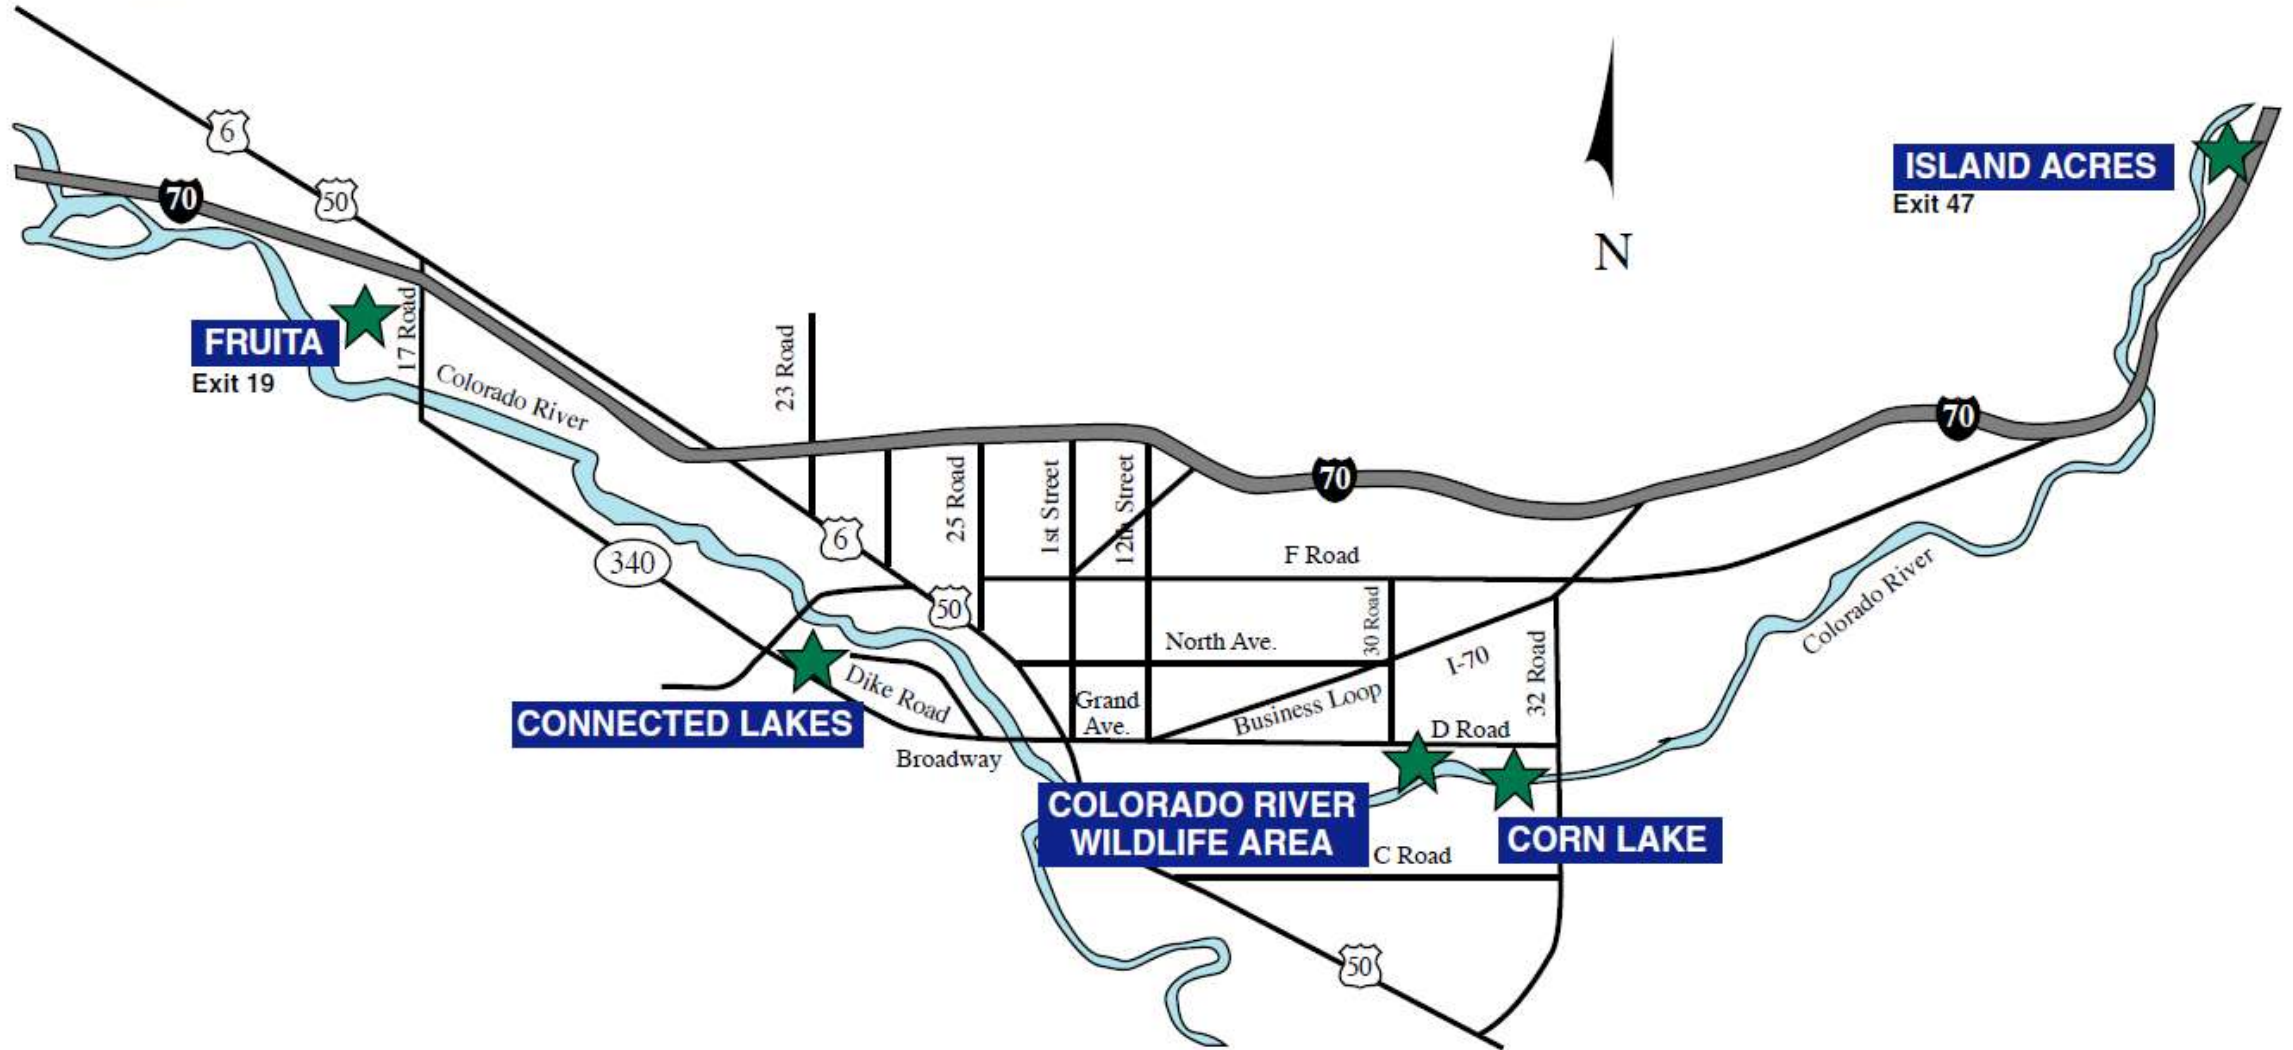 6
50
70
ISLAND ACRES
Exit 47
N
FRUITA
Exit 19
17 Road
Colorado River
23 Road
70
70
25 Road
1st Street
12th Street
6
F Road
340
50
30 Road
Colorado River
North Ave.
I-70
32 Road
Dike Road
Grand
Ave.
Business Loop
CONNECTED LAKES
D Road
Broadway
COLORADO RIVER
WILDLIFE AREA
CORN LAKE
C Road
50